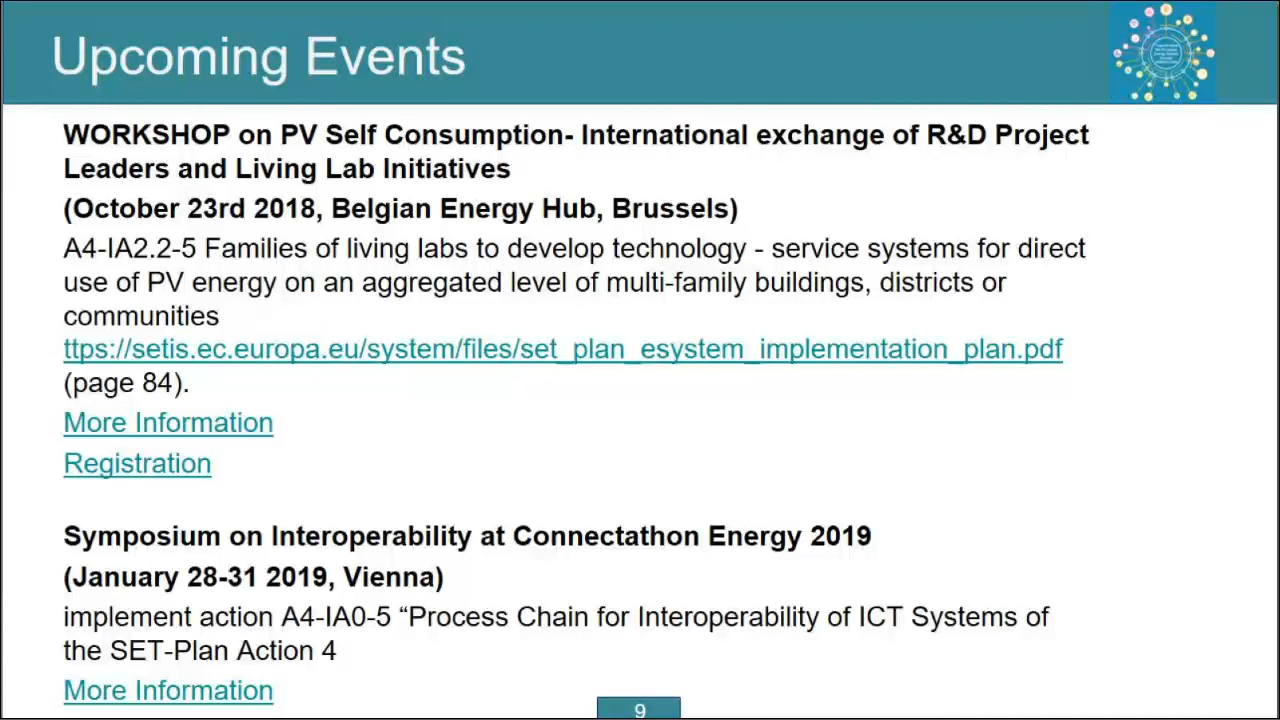 Upcoming Events
WORKSHOP on PV Self Consumption- International exchange of R&D Project
Leaders and Living Lab Initiatives
(October 23rd 2018, Belgian Energy Hub, Brussels)
A4-IA2.2-5 Families of living labs to develop technology - service systems for direct
use of PV energy on an aggregated level of multi-family buildings, districts or
communities
ttps://setis.ec.europa.eu/system/files/set_plan_esystem_implementation_plan.pdf
(page 84).
More Information
Registration
Symposium on Interoperability at Connectathon Energy 2019
(January 28-31 2019, Vienna)
implement action A4-IA0-5 “Process Chain for Interoperability of ICT Systems of
the SET-Plan Action 4
More Information
9